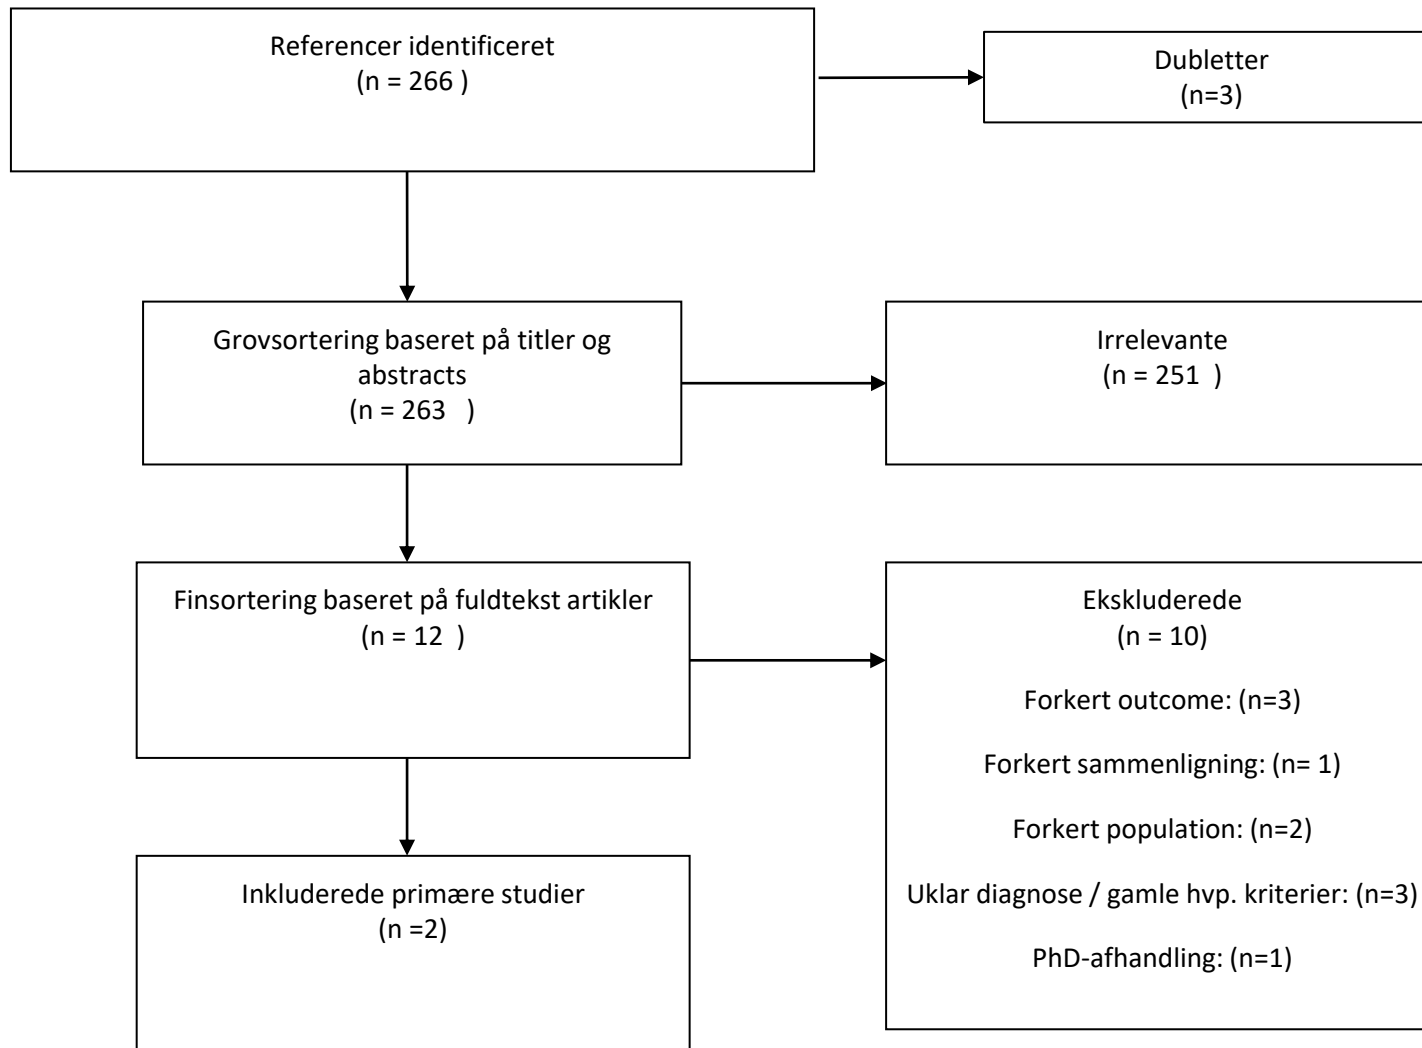 Referencer identificeret
(n = 266 )
Dubletter
(n=3)
Grovsortering baseret på titler og
abstracts
(n = 263 )
Irrelevante
(n = 251 )
Finsortering baseret på fuldtekst artikler
(n = 12 )
Ekskluderede
(n = 10)
Forkert outcome: (n=3)
Forkert sammenligning: (n= 1)
Forkert population: (n=2)
Uklar diagnose / gamle hvp. kriterier: (n=3)
PhD-afhandling: (n=1)
Inkluderede primære studier
(n =2)